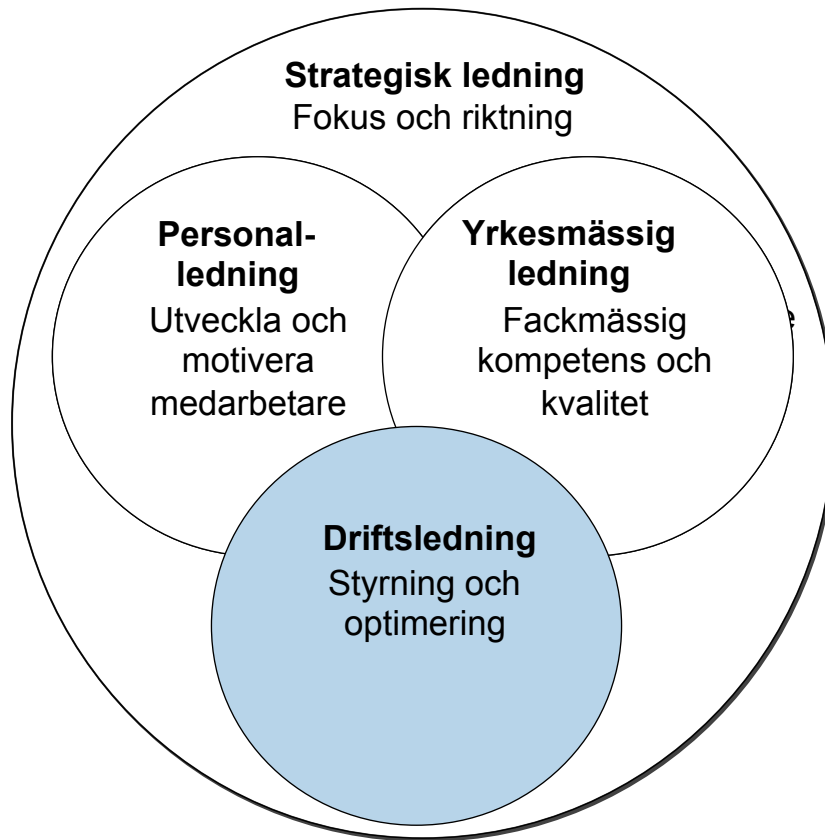 Strategisk ledning
Fokus och riktning
Personal-
ledning
Utveckla och
motivera
medarbetare
Yrkesmässig
ledning
Fackmässig
kompetens och
kvalitet
Driftsledning
Styrning och
optimering